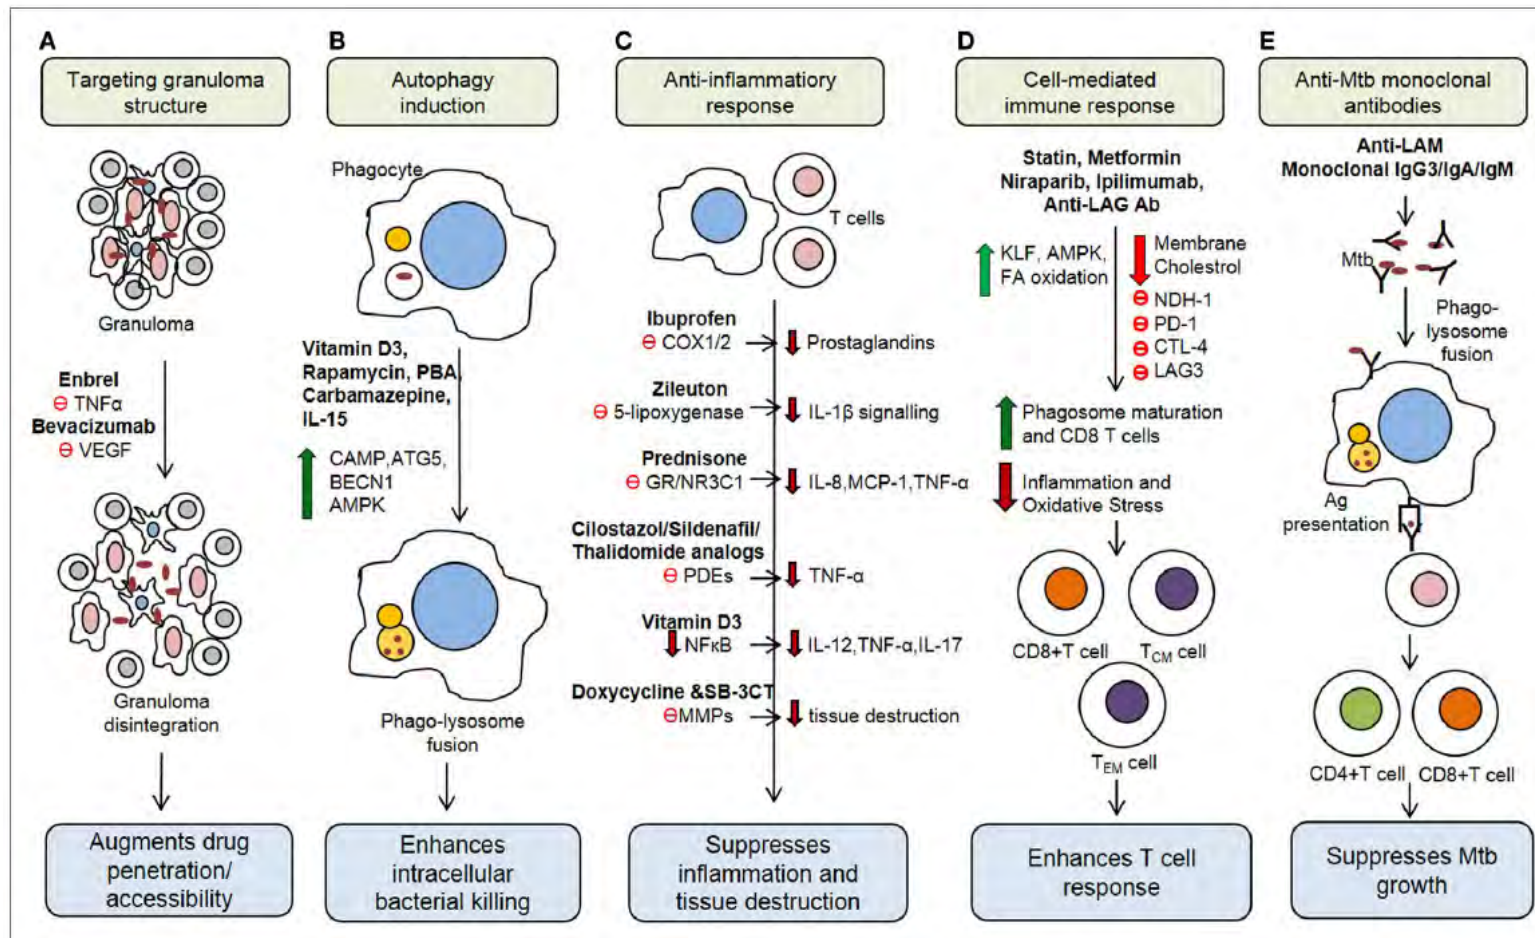 A
Targeting granuloma
structure
Granuloma
Enbrel
⊖ TNFα
Bevacizumab
⊖ VEGF
Granuloma
disintegration
Augments drug
penetration/
accessibility
B
Autophagy
induction
Phagocyte
Vitamin D3,
Rapamycin, PBA,
Carbamazepine,
IL-15
CAMP,ATG5,
BECN1
AMPK
Phago-lysosome
fusion
Enhances
intracellular
bacterial killing
C
Anti-inflammatory
response
T cells
Ibuprofen
⊖ COX1/2
Prostaglandins
Zileuton
⊖ 5-lipoxygenase
IL-1β signalling
Prednisone
⊖ GR/NR3C1
IL-8,MCP-1,TNF-α
Cilostazol/Sildenafil/
Thalidomide analogs
⊖ PDEs
TNF-α
Vitamin D3
NFκB
IL-12,TNF-α,IL-17
Doxycycline &SB-3CT
⊖MMPs
tissue destruction
Suppresses
inflammation and
tissue destruction
D
Cell-mediated
immune response
Statin, Metformin
Niraparib, Ipilimumab,
Anti-LAG Ab
KLF, AMPK,
FA oxidation
Membrane
Cholestrol
⊖ NDH-1
⊖ PD-1
⊖ CTL-4
⊖ LAG3
Phagosome maturation
and CD8 T cells
Inflammation and
Oxidative Stress
CD8+T cell
TCM cell
TEM cell
Enhances T cell
response
E
Anti-Mtb monoclonal
antibodies
Anti-LAM
Monoclonal IgG3/IgA/IgM
Mtb
Phago-
lysosome
fusion
Ag
presentation
CD4+T cell
CD8+T cell
Suppresses Mtb
growth